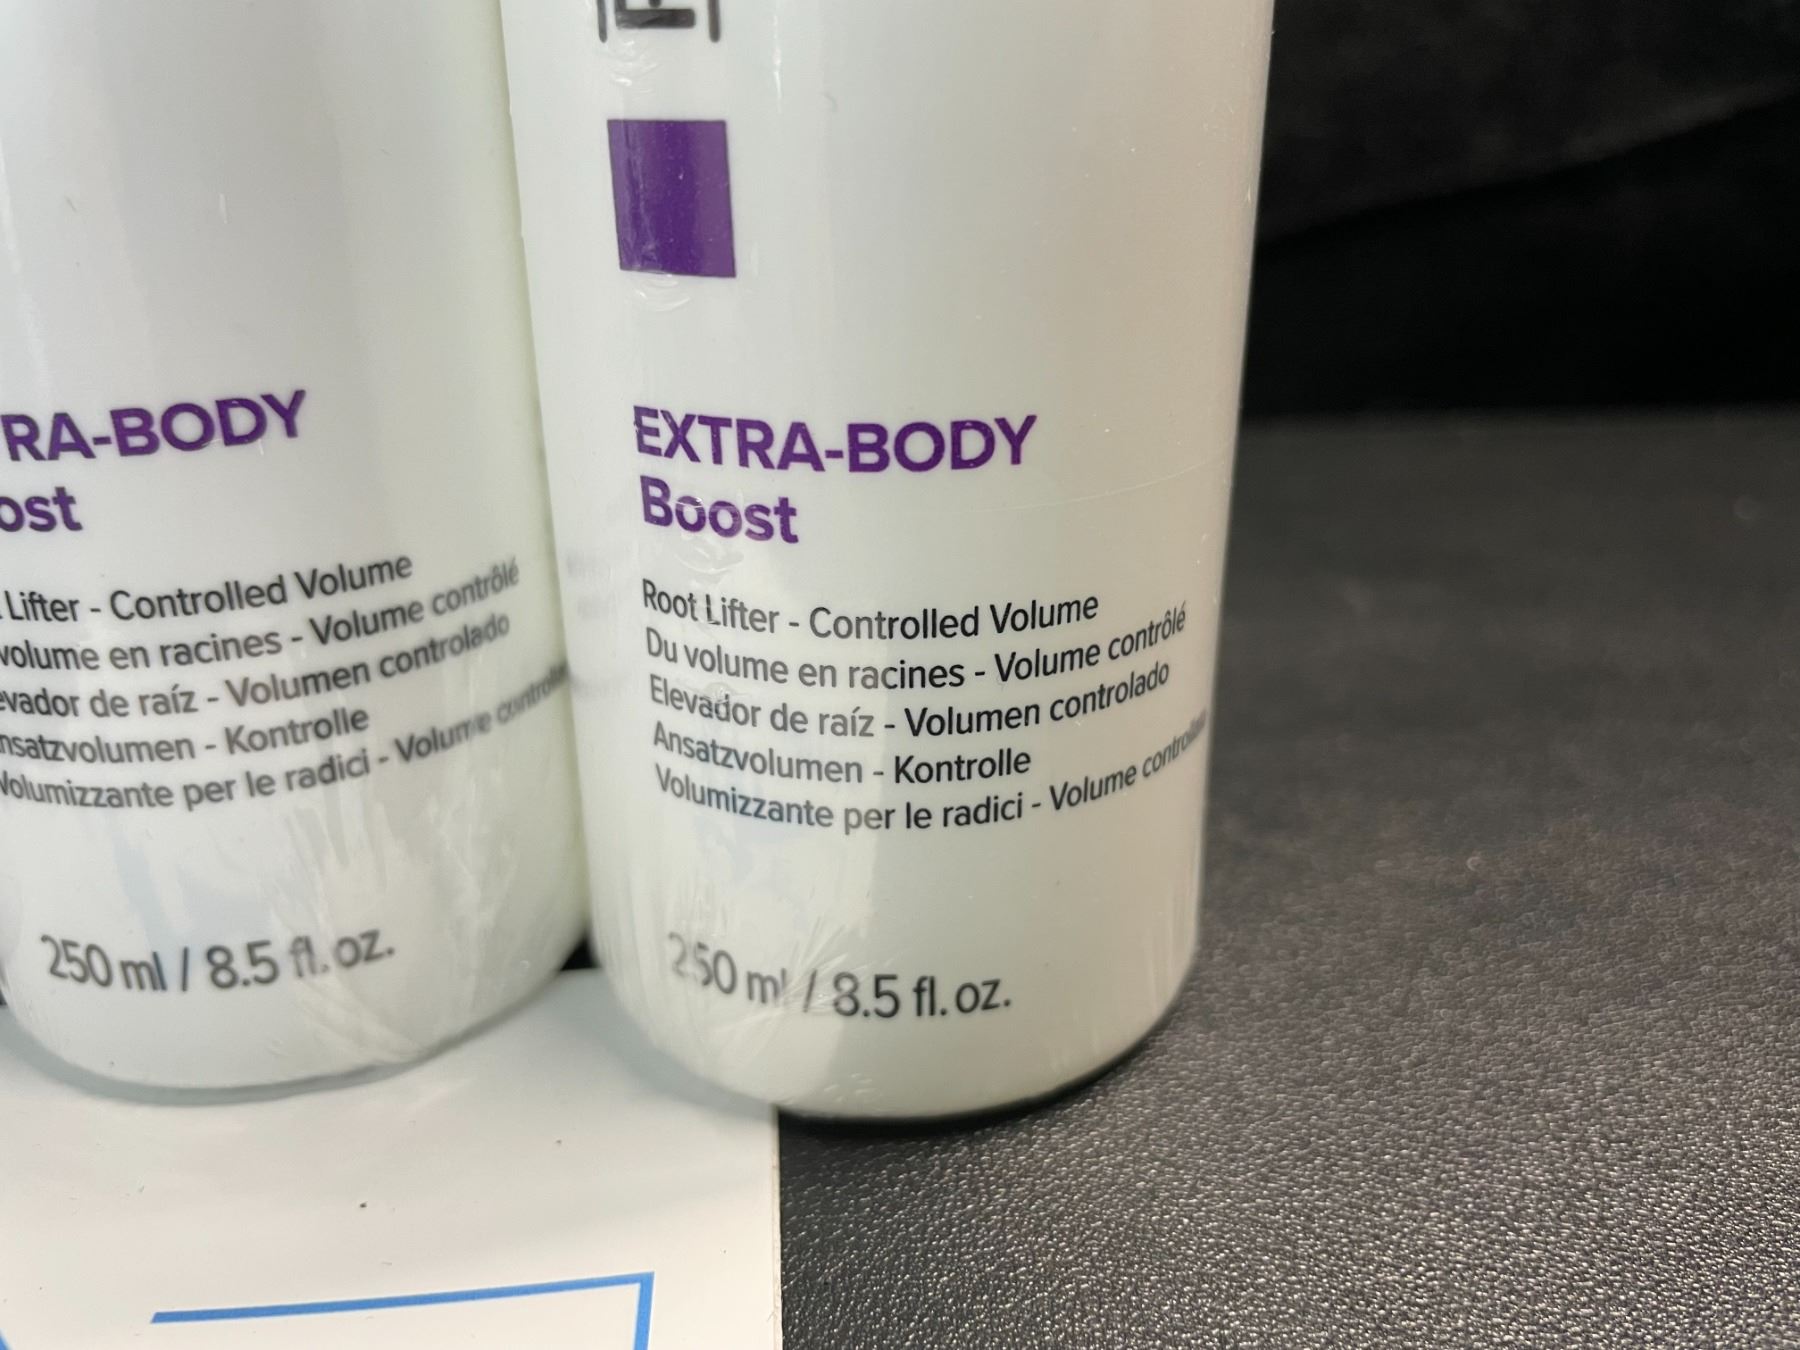 RA-BODY
ost
Lifter - Controlled Volume
volume en racines - Volume contrôlé
evador de raíz - Volumen controlado
nsatzvolumen - Kontrolle
Volumizzante per le radici - Volume
250 ml / 8.5 fl. oz.
EXTRA-BODY
Boost
Root Lifter - Controlled Volume
Du volume en racines - Volume contrôlé
Elevador de raíz - Volumen controlado
Ansatzvolumen - Kontrolle
Volumizzante per le radici - Volume
250 ml / 8.5 fl. oz.